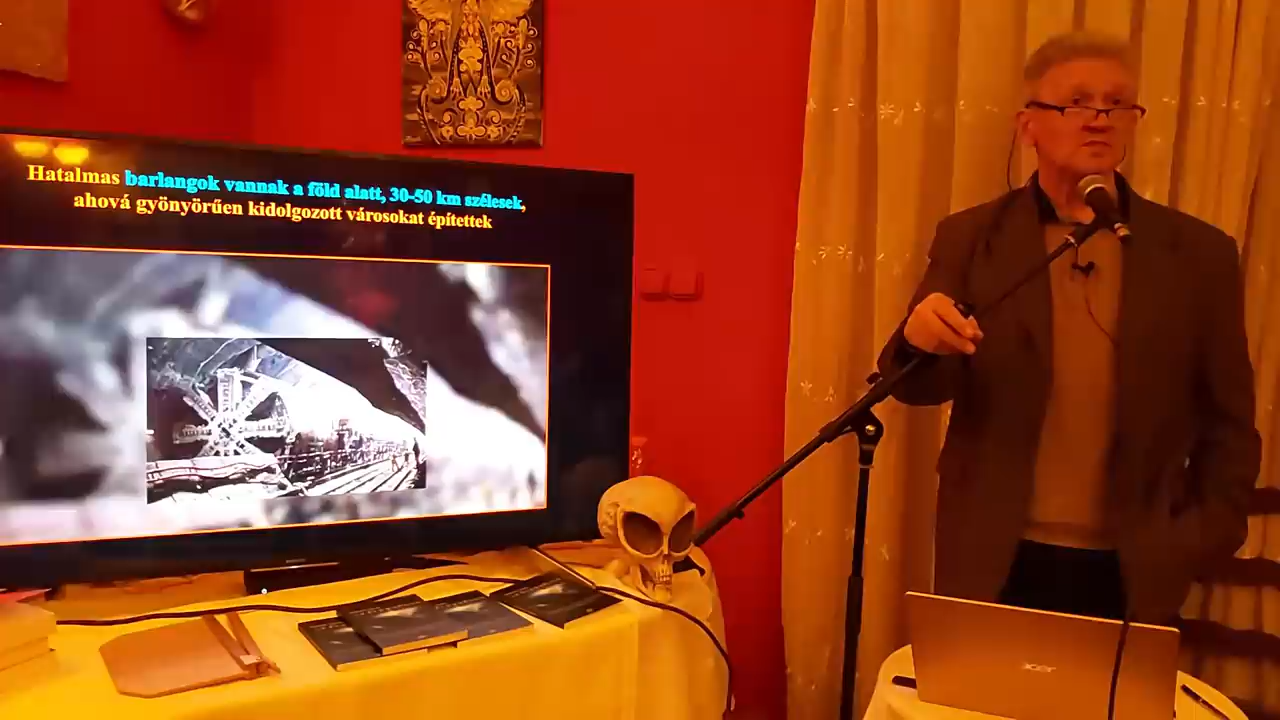 Hatalmas barlangok vannak a föld alatt, 30-50 km szélesek,
ahová gyönyörűen kidolgozott városokat építettek
acer